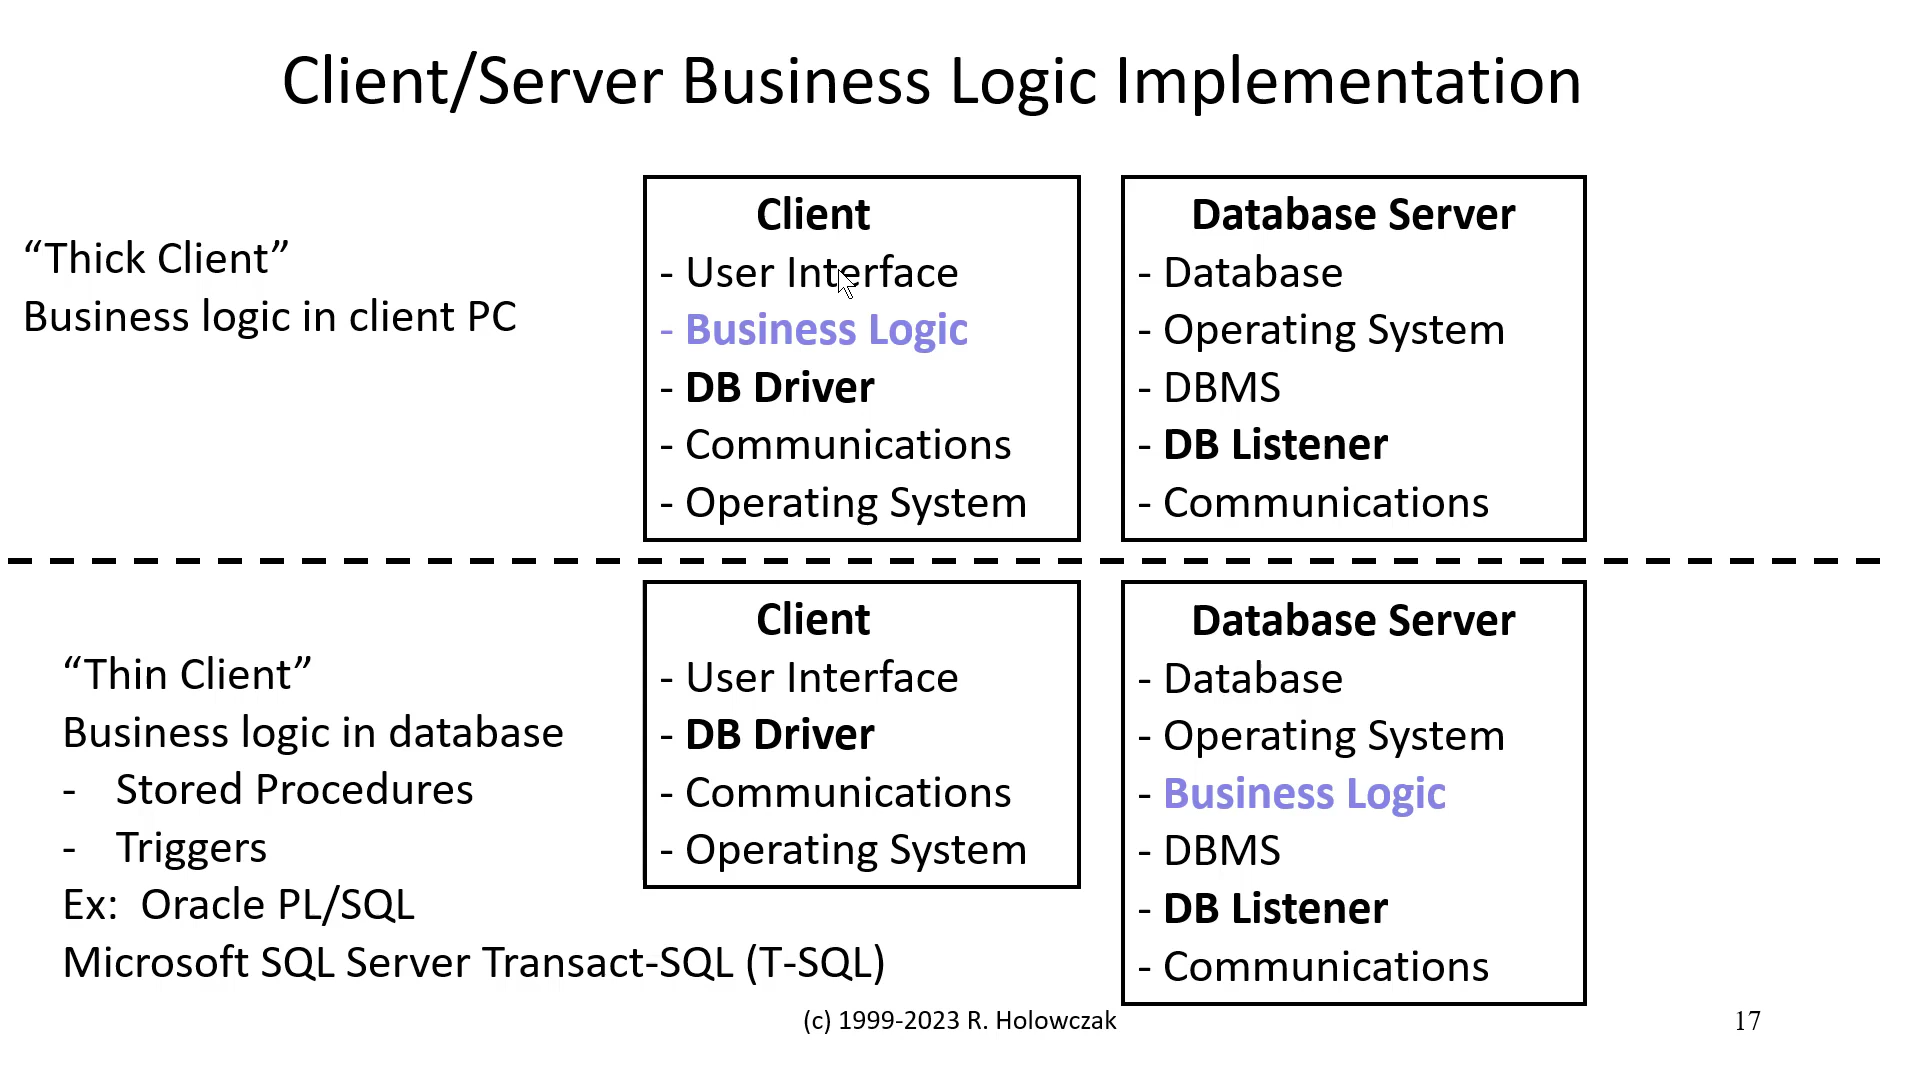 Client/Server Business Logic Implementation
“Thick Client”
Business logic in client PC
Client
- User Interface
- Business Logic
- DB Driver
- Communications
- Operating System
Database Server
- Database
- Operating System
- DBMS
- DB Listener
- Communications
“Thin Client”
Business logic in database
- Stored Procedures
- Triggers
Ex: Oracle PL/SQL
Microsoft SQL Server Transact-SQL (T-SQL)
Client
- User Interface
- DB Driver
- Communications
- Operating System
Database Server
- Database
- Operating System
- Business Logic
- DBMS
- DB Listener
- Communications
(c) 1999-2023 R. Holowczak
17